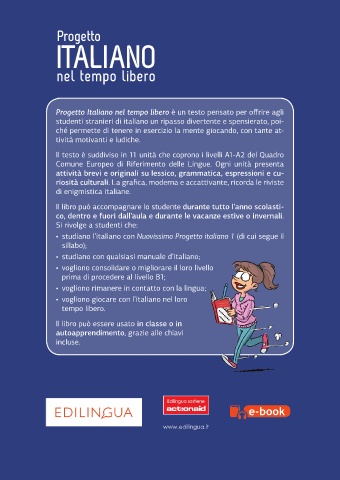 Progetto
ITALIANO
nel tempo libero
Progetto Italiano nel tempo libero è un testo pensato per offrire agli
studenti stranieri di italiano un ripasso divertente e spensierato, poi-
ché permette di tenere in esercizio la mente giocando, con tante at-
tività motivanti e ludiche.
Il testo è suddiviso in 11 unità che coprono i livelli A1-A2 del Quadro
Comune Europeo di Riferimento delle Lingue. Ogni unità presenta
attività brevi e originali su lessico, grammatica, espressioni e cu-
riosità culturali. La grafica, moderna e accattivante, ricorda le riviste
di enigmistica italiane.
Il libro può accompagnare lo studente durante tutto l'anno scolasti-
co, dentro e fuori dall'aula e durante le vacanze estive o invernali.
Si rivolge a studenti che:
• studiano l'italiano con Nuovissimo Progetto italiano 1 (di cui segue il
sillabo);
• studiano con qualsiasi manuale d'italiano;
• vogliono consolidare o migliorare il loro livello
prima di procedere al livello B1;
• vogliono rimanere in contatto con la lingua;
• vogliono giocare con l'italiano nel loro
tempo libero.
Il libro può essere usato in classe o in
autoapprendimento, grazie alle chiavi
incluse.
EDILINGUA
Edilingua sostiene
actionaid
www.edilingua.it
e-book